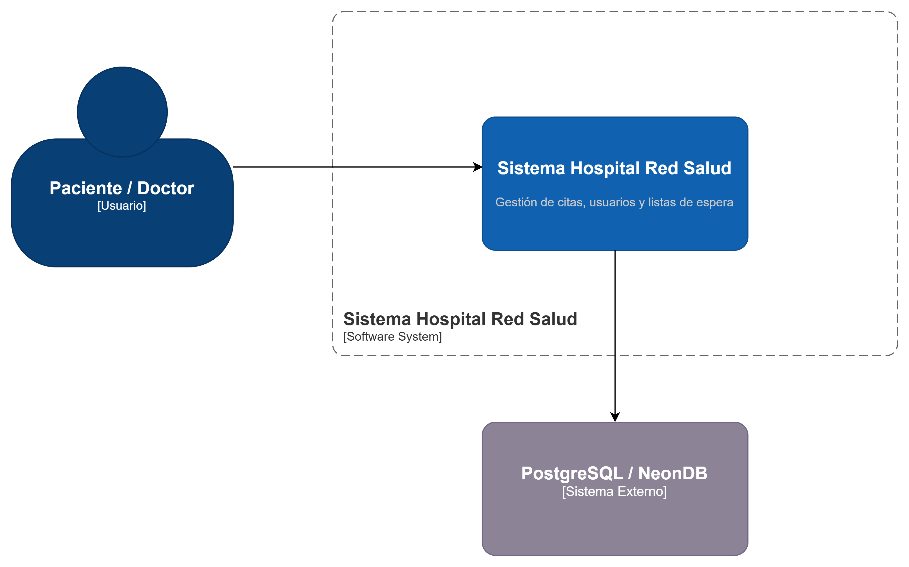 Paciente / Doctor
[Usuario]
Sistema Hospital Red Salud
Gestión de citas, usuarios y listas de espera
Sistema Hospital Red Salud
[Software System]
PostgreSQL / NeonDB
[Sistema Externo]